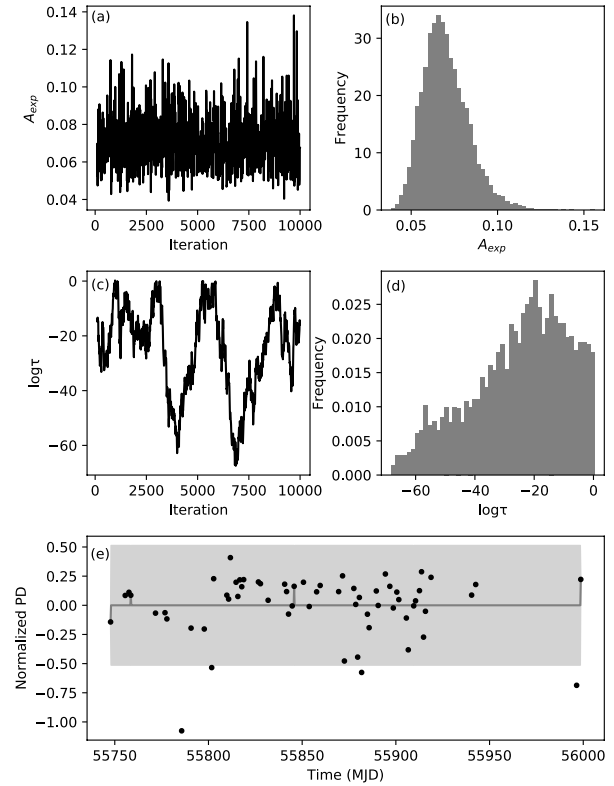 (a)
0.14
0.12
0.10
0.08
0.06
0.04
A_exp
0 2500 5000 7500 10000
Iteration
(b)
30
20
10
0
Frequency
0.05 0.10 0.15
A_exp
(c)
0
−20
−40
−60
logτ
0 2500 5000 7500 10000
Iteration
(d)
0.025
0.020
0.015
0.010
0.005
0.000
Frequency
−60 −40 −20 0
logτ
(e)
0.50
0.25
0.00
−0.25
−0.50
−0.75
−1.00
Normalized PD
55750 55800 55850 55900 55950 56000
Time (MJD)